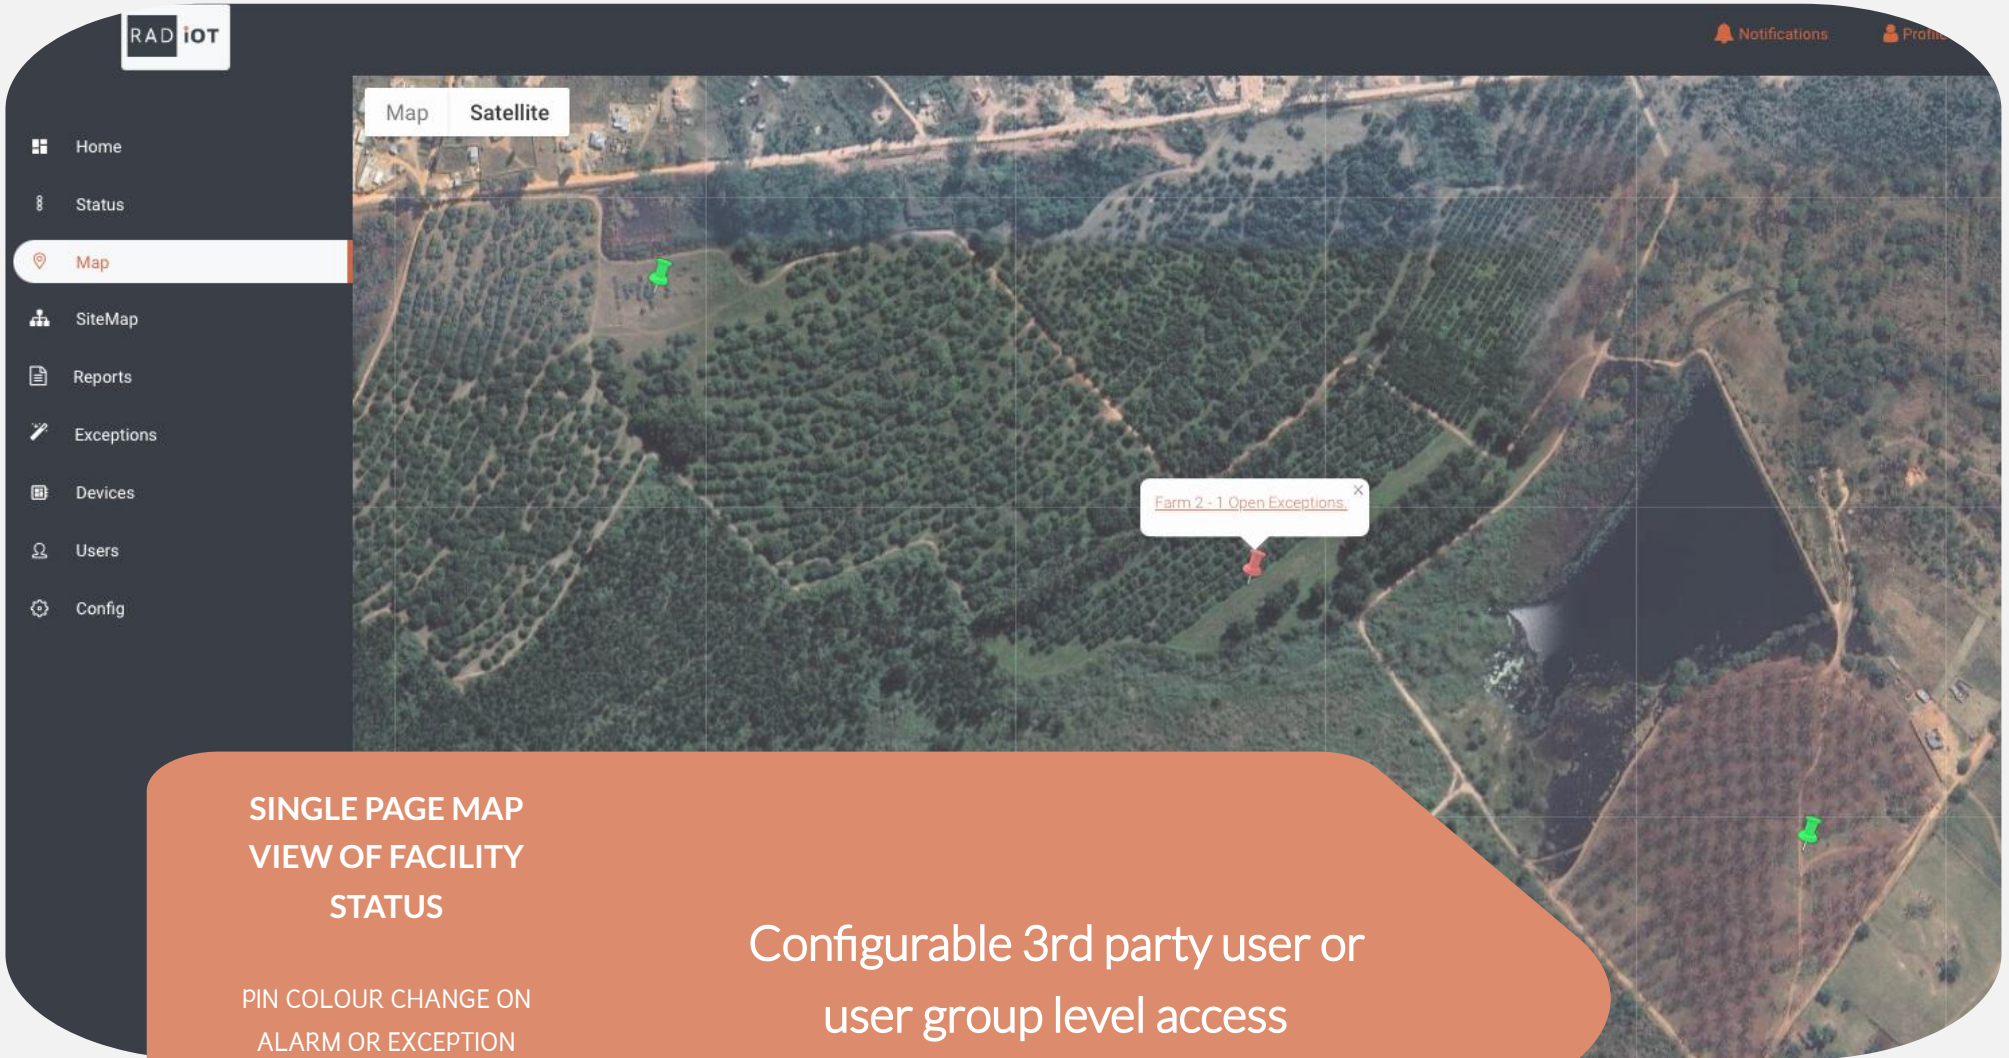 RAD iOT
Notifications
Profile
Home
Status
Map
SiteMap
Reports
Exceptions
Devices
Users
Config
Map Satellite
Farm 2 - 1 Open Exceptions.
SINGLE PAGE MAP
VIEW OF FACILITY
STATUS
PIN COLOUR CHANGE ON
ALARM OR EXCEPTION
Configurable 3rd party user or
user group level access